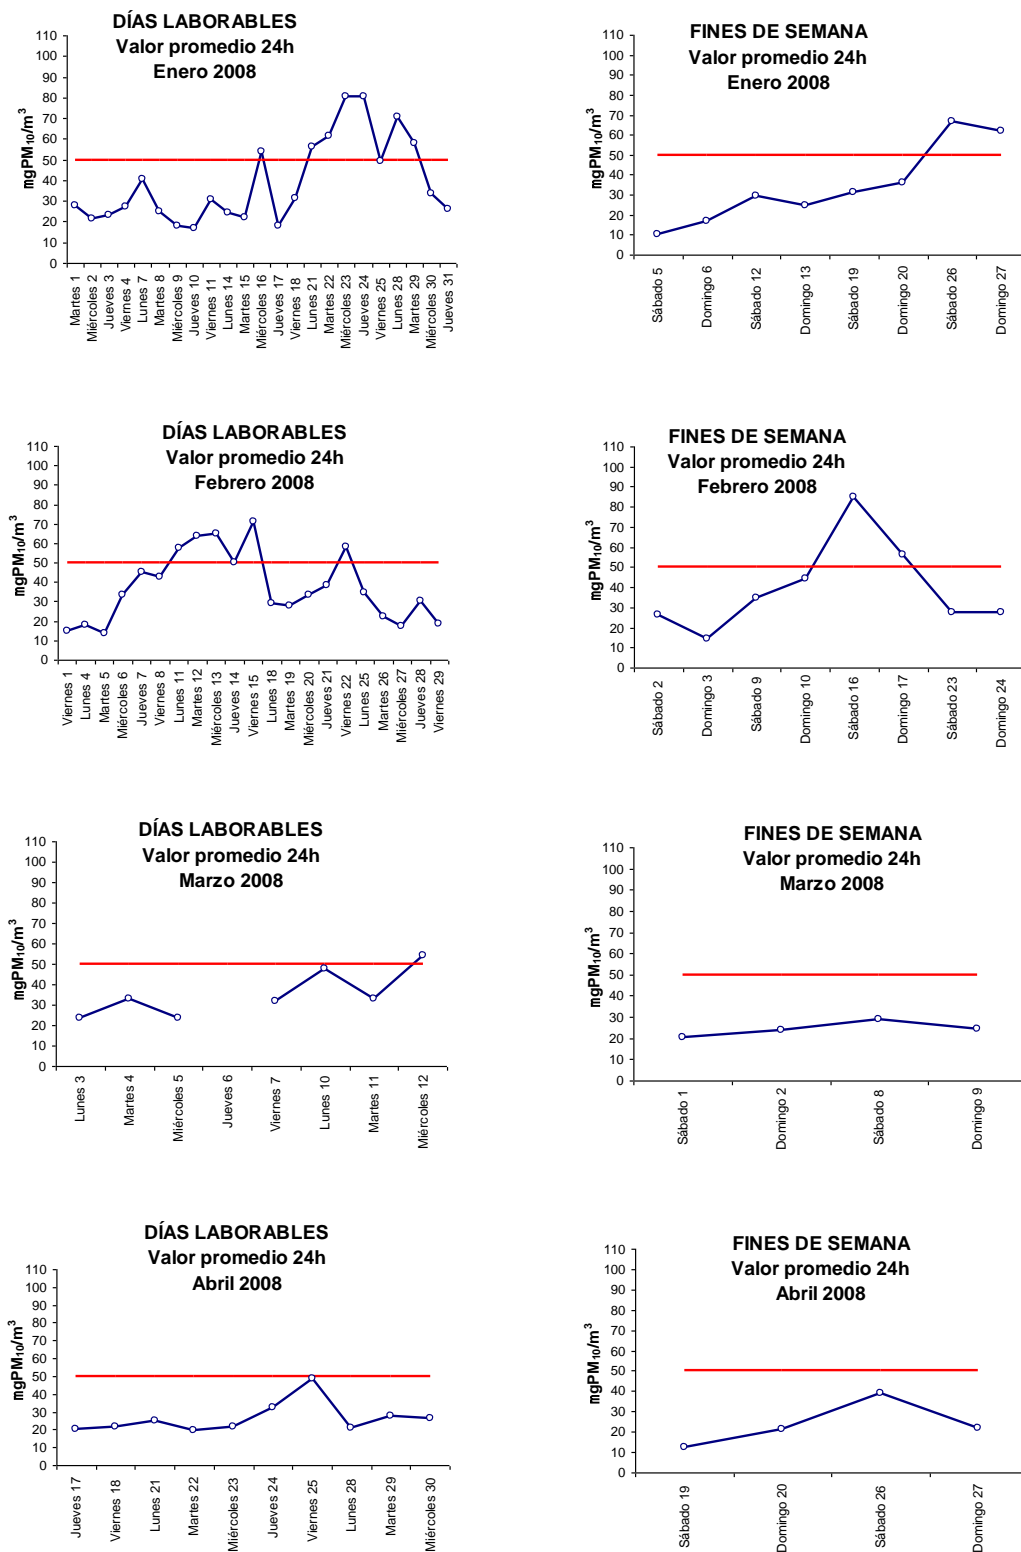 DÍAS LABORABLES
Valor promedio 24h
Enero 2008
mgPM10/m3
110
100
90
80
70
60
50
40
30
20
10
0
Martes 1
Miércoles 2
Jueves 3
Viernes 4
Lunes 7
Martes 8
Miércoles 9
Jueves 10
Viernes 11
Lunes 14
Martes 15
Miércoles 16
Jueves 17
Viernes 18
Lunes 21
Martes 22
Miércoles 23
Jueves 24
Viernes 25
Lunes 28
Martes 29
Miércoles 30
Jueves 31
FINES DE SEMANA
Valor promedio 24h
Enero 2008
mgPM10/m3
110
100
90
80
70
60
50
40
30
20
10
0
Sábado 5
Domingo 6
Sábado 12
Domingo 13
Sábado 19
Domingo 20
Sábado 26
Domingo 27
DÍAS LABORABLES
Valor promedio 24h
Febrero 2008
mgPM10/m3
110
100
90
80
70
60
50
40
30
20
10
0
Viernes 1
Lunes 4
Martes 5
Miércoles 6
Jueves 7
Viernes 8
Lunes 11
Martes 12
Miércoles 13
Jueves 14
Viernes 15
Lunes 18
Martes 19
Miércoles 20
Jueves 21
Viernes 22
Lunes 25
Martes 26
Miércoles 27
Jueves 28
Viernes 29
FINES DE SEMANA
Valor promedio 24h
Febrero 2008
mgPM10/m3
110
100
90
80
70
60
50
40
30
20
10
0
Sábado 2
Domingo 3
Sábado 9
Domingo 10
Sábado 16
Domingo 17
Sábado 23
Domingo 24
DÍAS LABORABLES
Valor promedio 24h
Marzo 2008
mgPM10/m3
110
100
90
80
70
60
50
40
30
20
10
0
Lunes 3
Martes 4
Miércoles 5
Jueves 6
Viernes 7
Lunes 10
Martes 11
Miércoles 12
FINES DE SEMANA
Valor promedio 24h
Marzo 2008
mgPM10/m3
110
100
90
80
70
60
50
40
30
20
10
0
Sábado 1
Domingo 2
Sábado 8
Domingo 9
DÍAS LABORABLES
Valor promedio 24h
Abril 2008
mgPM10/m3
110
100
90
80
70
60
50
40
30
20
10
0
Jueves 17
Viernes 18
Lunes 21
Martes 22
Miércoles 23
Jueves 24
Viernes 25
Lunes 28
Martes 29
Miércoles 30
FINES DE SEMANA
Valor promedio 24h
Abril 2008
mgPM10/m3
110
100
90
80
70
60
50
40
30
20
10
0
Sábado 19
Domingo 20
Sábado 26
Domingo 27